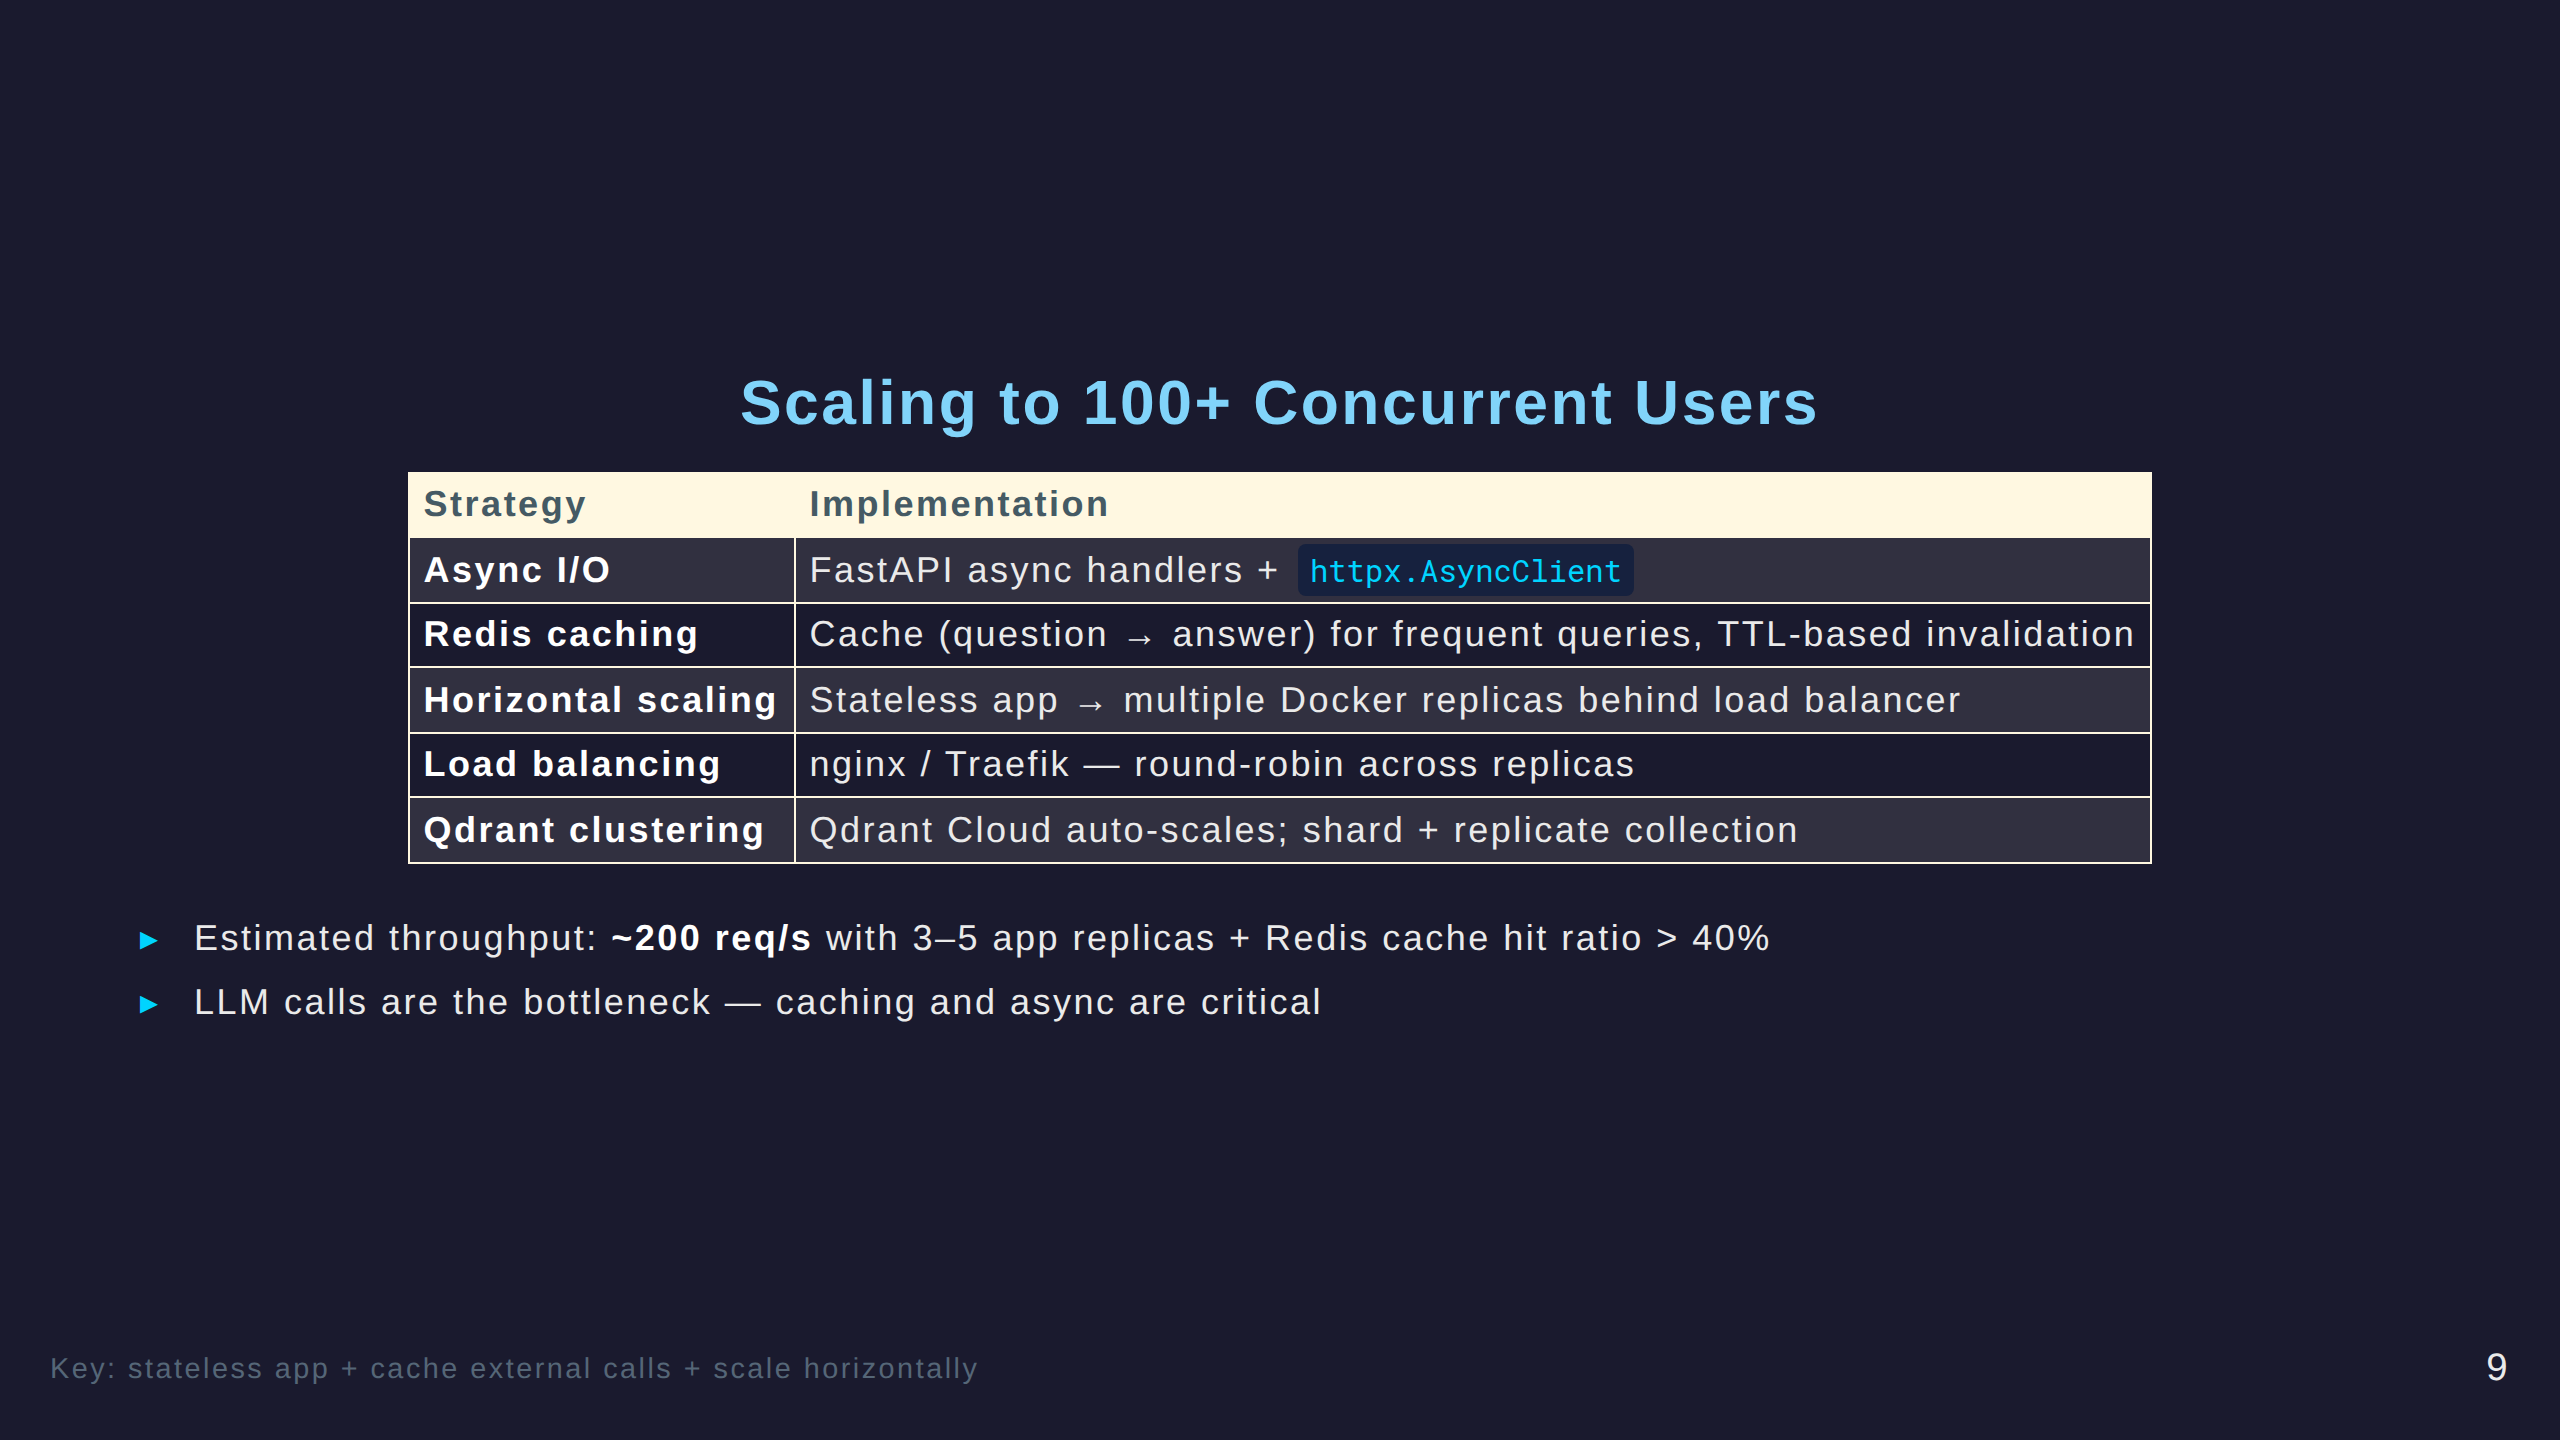 Scaling to 100+ Concurrent Users
Strategy Implementation
Async I/O FastAPI async handlers + httpx.AsyncClient
Redis caching Cache (question → answer) for frequent queries, TTL-based invalidation
Horizontal scaling Stateless app → multiple Docker replicas behind load balancer
Load balancing nginx / Traefik — round-robin across replicas
Qdrant clustering Qdrant Cloud auto-scales; shard + replicate collection
▶ Estimated throughput: ~200 req/s with 3–5 app replicas + Redis cache hit ratio > 40%
▶ LLM calls are the bottleneck — caching and async are critical
Key: stateless app + cache external calls + scale horizontally
9